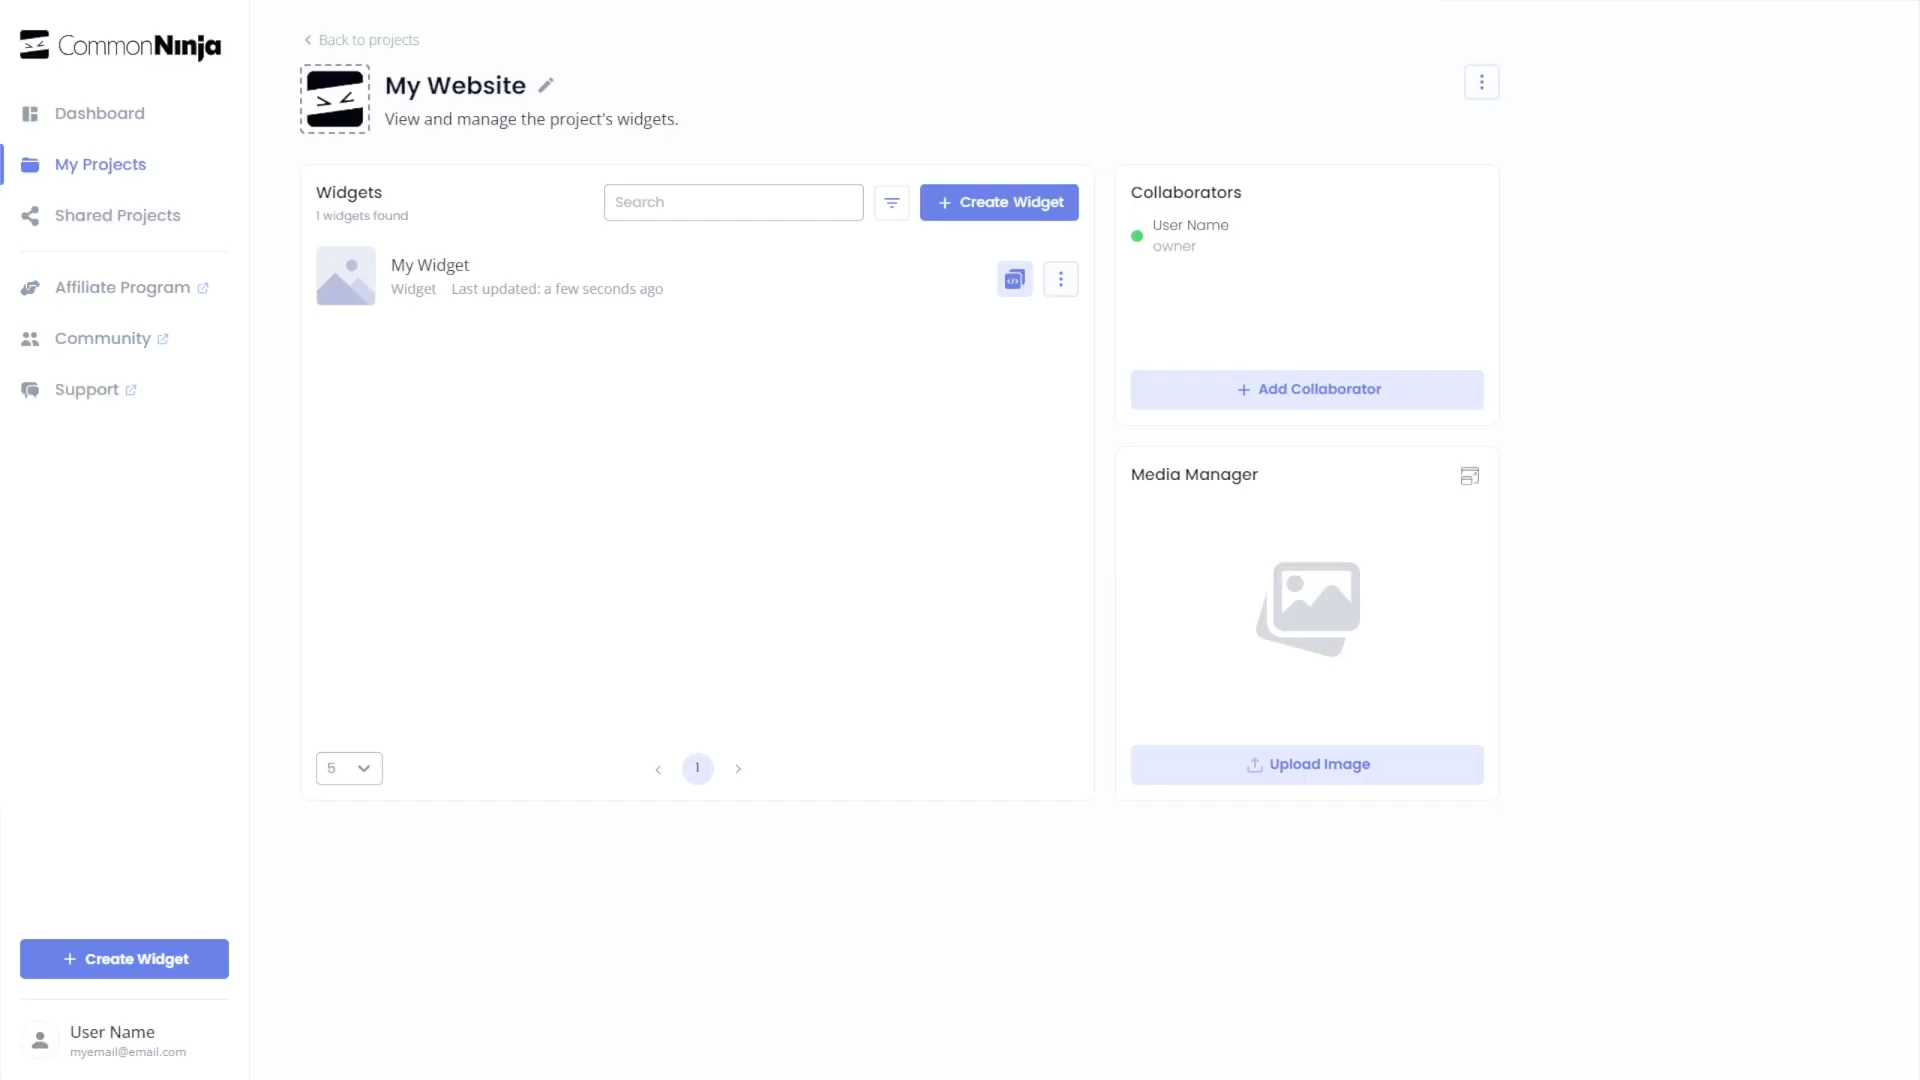 CommonNinja
Dashboard
My Projects
Shared Projects
Affiliate Program
Community
Support
Create Widget
User Name
myemail@email.com
Back to projects
My Website
View and manage the project's widgets.
Widgets
1 widgets found
Search
Create Widget
My Widget
Widget Last updated: a few seconds ago
5
1
Collaborators
User Name
owner
Add Collaborator
Media Manager
Upload Image